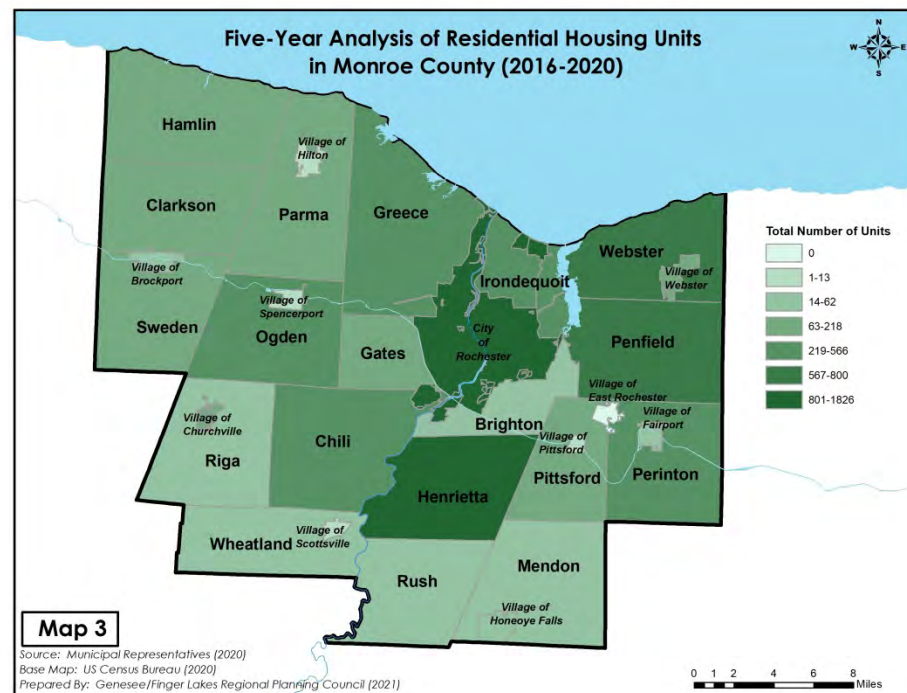 Five-Year Analysis of Residential Housing Units
in Monroe County (2016-2020)
N
W E
S
Hamlin
Village of
Hilton
Clarkson
Parma
Greece
Total Number of Units
0
1-13
14-62
63-218
219-566
567-800
801-1826
Webster
Village of
Webster
Irondequoit
Village of
Brockport
Village of
Spencerport
Sweden
Ogden
Gates
City
of
Rochester
Penfield
Village of
East Rochester
Village of
Fairport
Village of
Churchville
Riga
Chili
Brighton
Village of
Pittsford
Pittsford
Perinton
Henrietta
Wheatland
Village of
Scottsville
Rush
Mendon
Village of
Honeoye Falls
Map 3
Source: Municipal Representatives (2020)
Base Map: US Census Bureau (2020)
Prepared By: Genesee/Finger Lakes Regional Planning Council (2021)
0 1 2 4 6 8
Miles